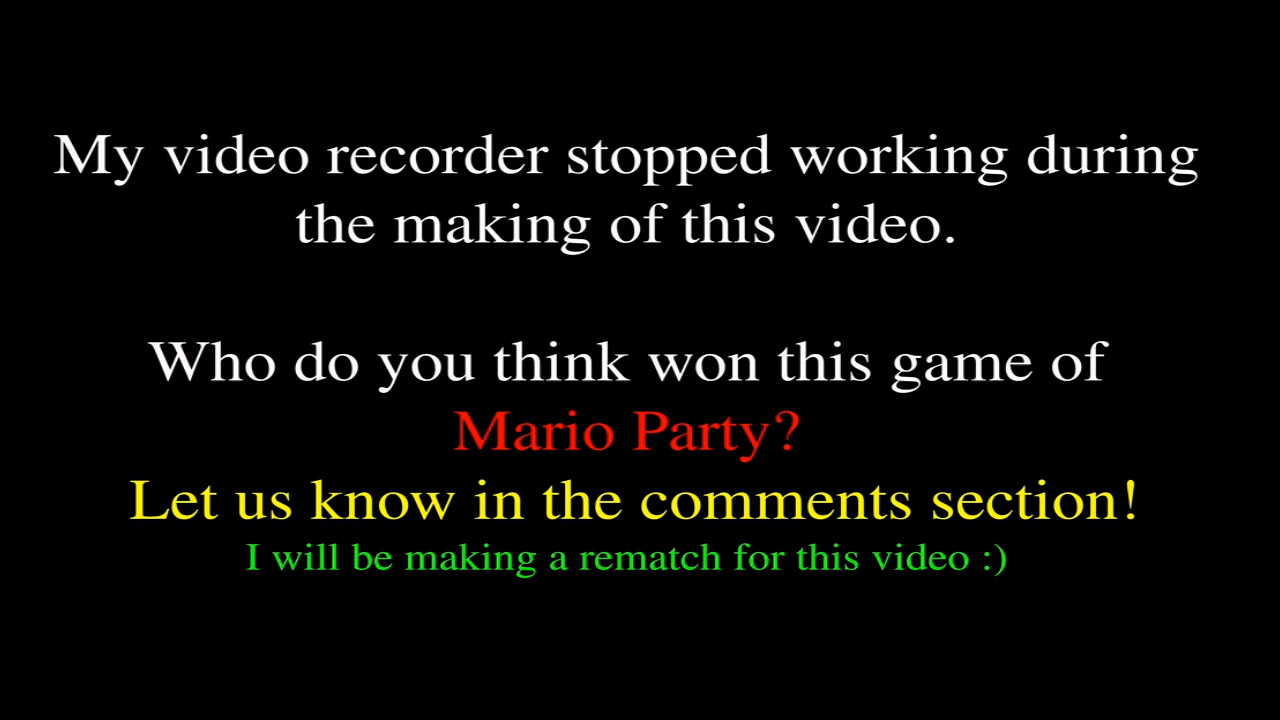 My video recorder stopped working during
the making of this video.
Who do you think won this game of
Mario Party?
Let us know in the comments section!
I will be making a rematch for this video :)